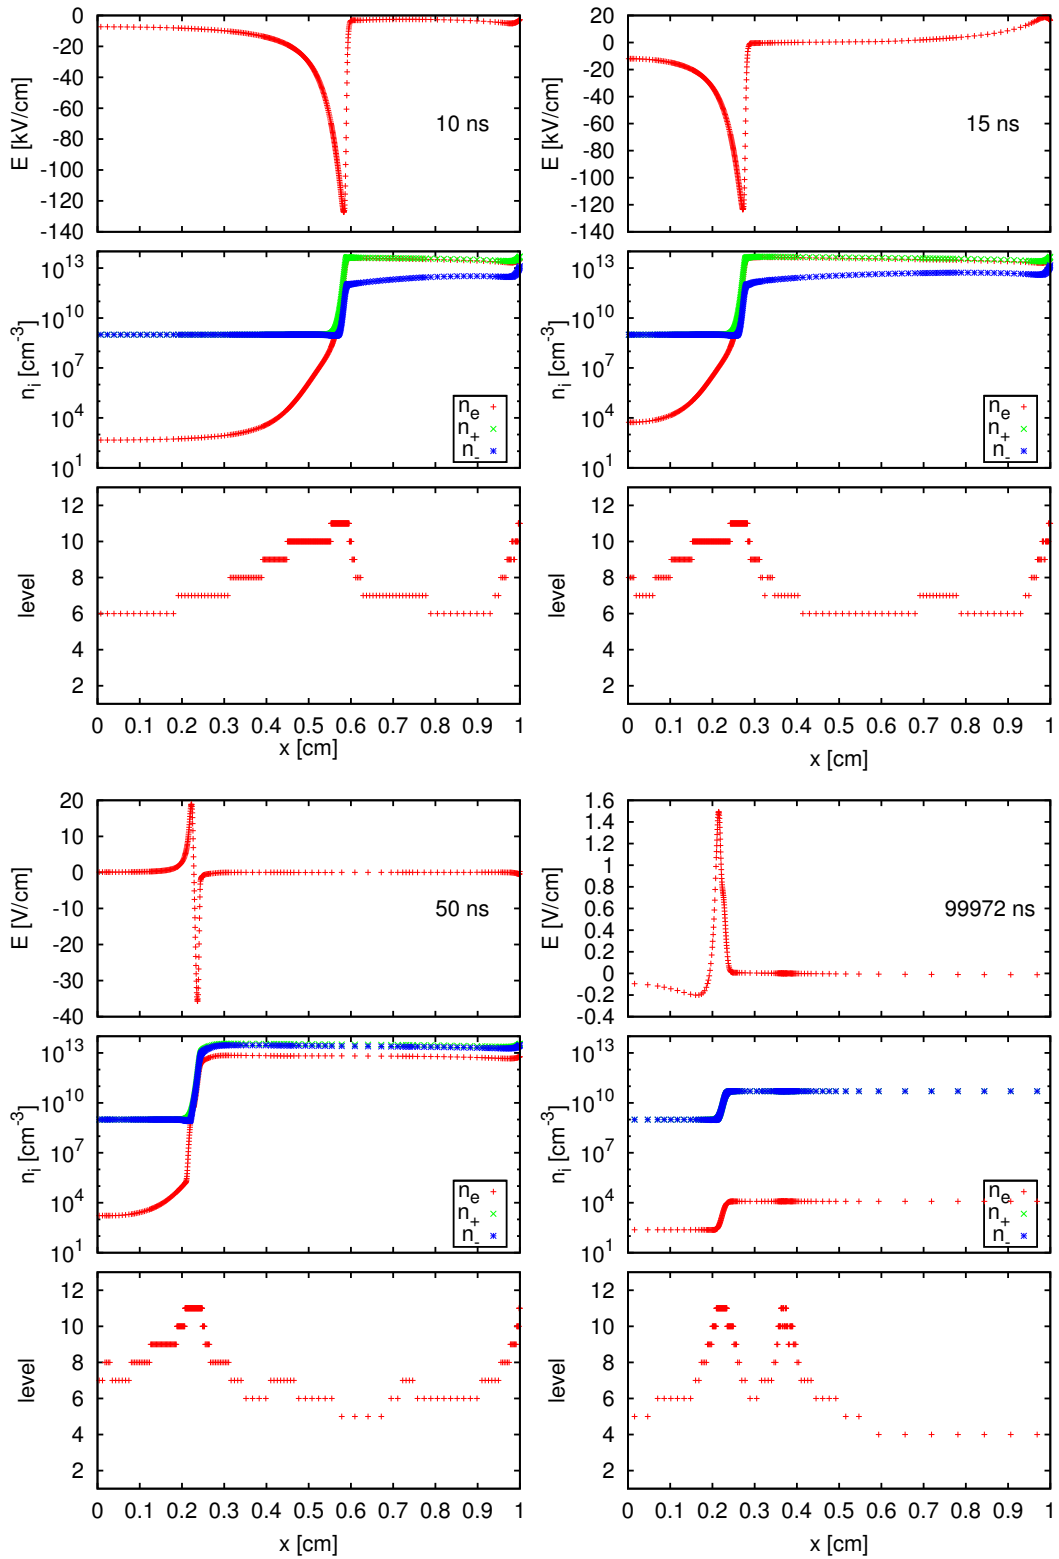 E [kV/cm]
0
-20
-40
-60
-80
-100
-120
-140
10 ns
n_i [cm^-3]
10^13
10^10
10^7
10^4
10^1
n_e
n_+
n_-
level
12
10
8
6
4
2
0 0.1 0.2 0.3 0.4 0.5 0.6 0.7 0.8 0.9 1
x [cm]
E [kV/cm]
20
0
-20
-40
-60
-80
-100
-120
-140
15 ns
n_i [cm^-3]
10^13
10^10
10^7
10^4
10^1
n_e
n_+
n_-
level
12
10
8
6
4
2
0 0.1 0.2 0.3 0.4 0.5 0.6 0.7 0.8 0.9 1
x [cm]
E [V/cm]
20
10
0
-10
-20
-30
-40
50 ns
n_i [cm^-3]
10^13
10^10
10^7
10^4
10^1
n_e
n_+
n_-
level
12
10
8
6
4
2
0 0.1 0.2 0.3 0.4 0.5 0.6 0.7 0.8 0.9 1
x [cm]
E [V/cm]
1.6
1.4
1.2
1
0.8
0.6
0.4
0.2
0
-0.2
-0.4
99972 ns
n_i [cm^-3]
10^13
10^10
10^7
10^4
10^1
n_e
n_+
n_-
level
12
10
8
6
4
2
0 0.1 0.2 0.3 0.4 0.5 0.6 0.7 0.8 0.9 1
x [cm]